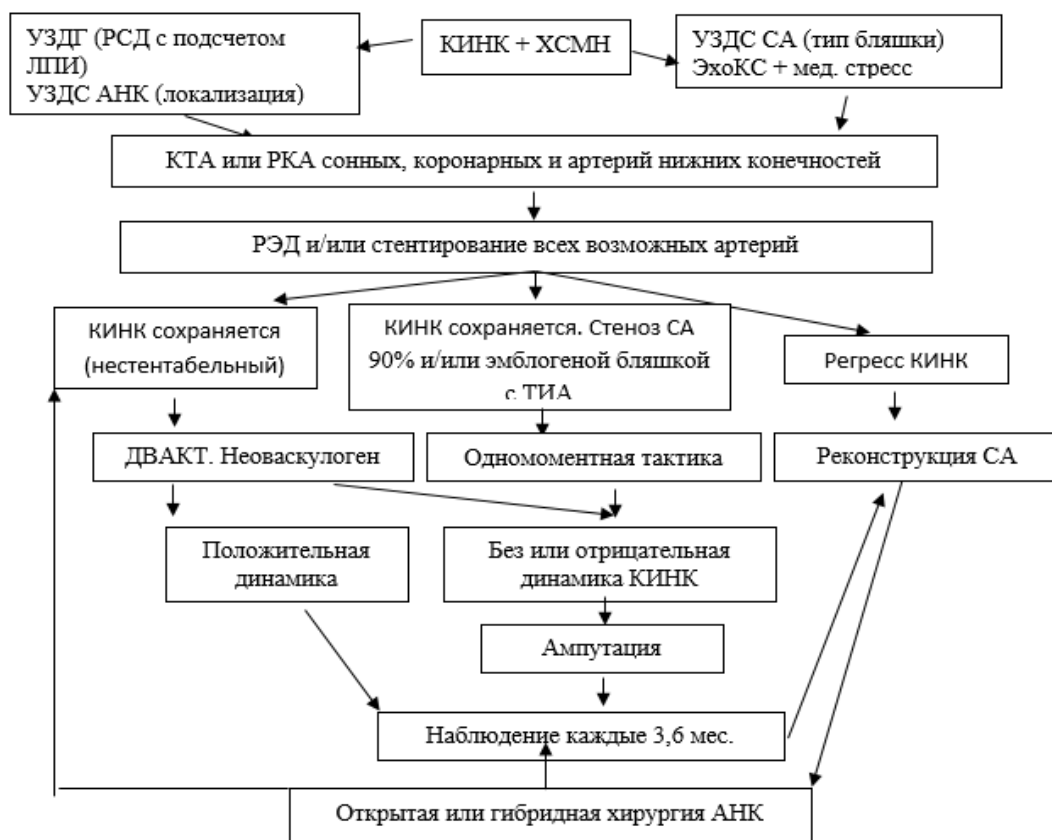 УЗДГ (РСД с подсчетом
ЛПИ)
УЗДС АНК (локализация)
КИНК + ХСМН
УЗДС СА (тип бляшки)
ЭхоКС + мед. стресс
КТА или РКА сонных, коронарных и артерий нижних конечностей
РЭД и/или стентирование всех возможных артерий
КИНК сохраняется
(нестентабельный)
КИНК сохраняется. Стеноз СА
90% и/или эмблогеной бляшкой
с ТИА
Регресс КИНК
ДВАКТ. Неоваскулоген
Одномоментная тактика
Реконструкция СА
Положительная
динамика
Без или отрицательная
динамика КИНК
Ампутация
Наблюдение каждые 3,6 мес.
Открытая или гибридная хирургия АНК